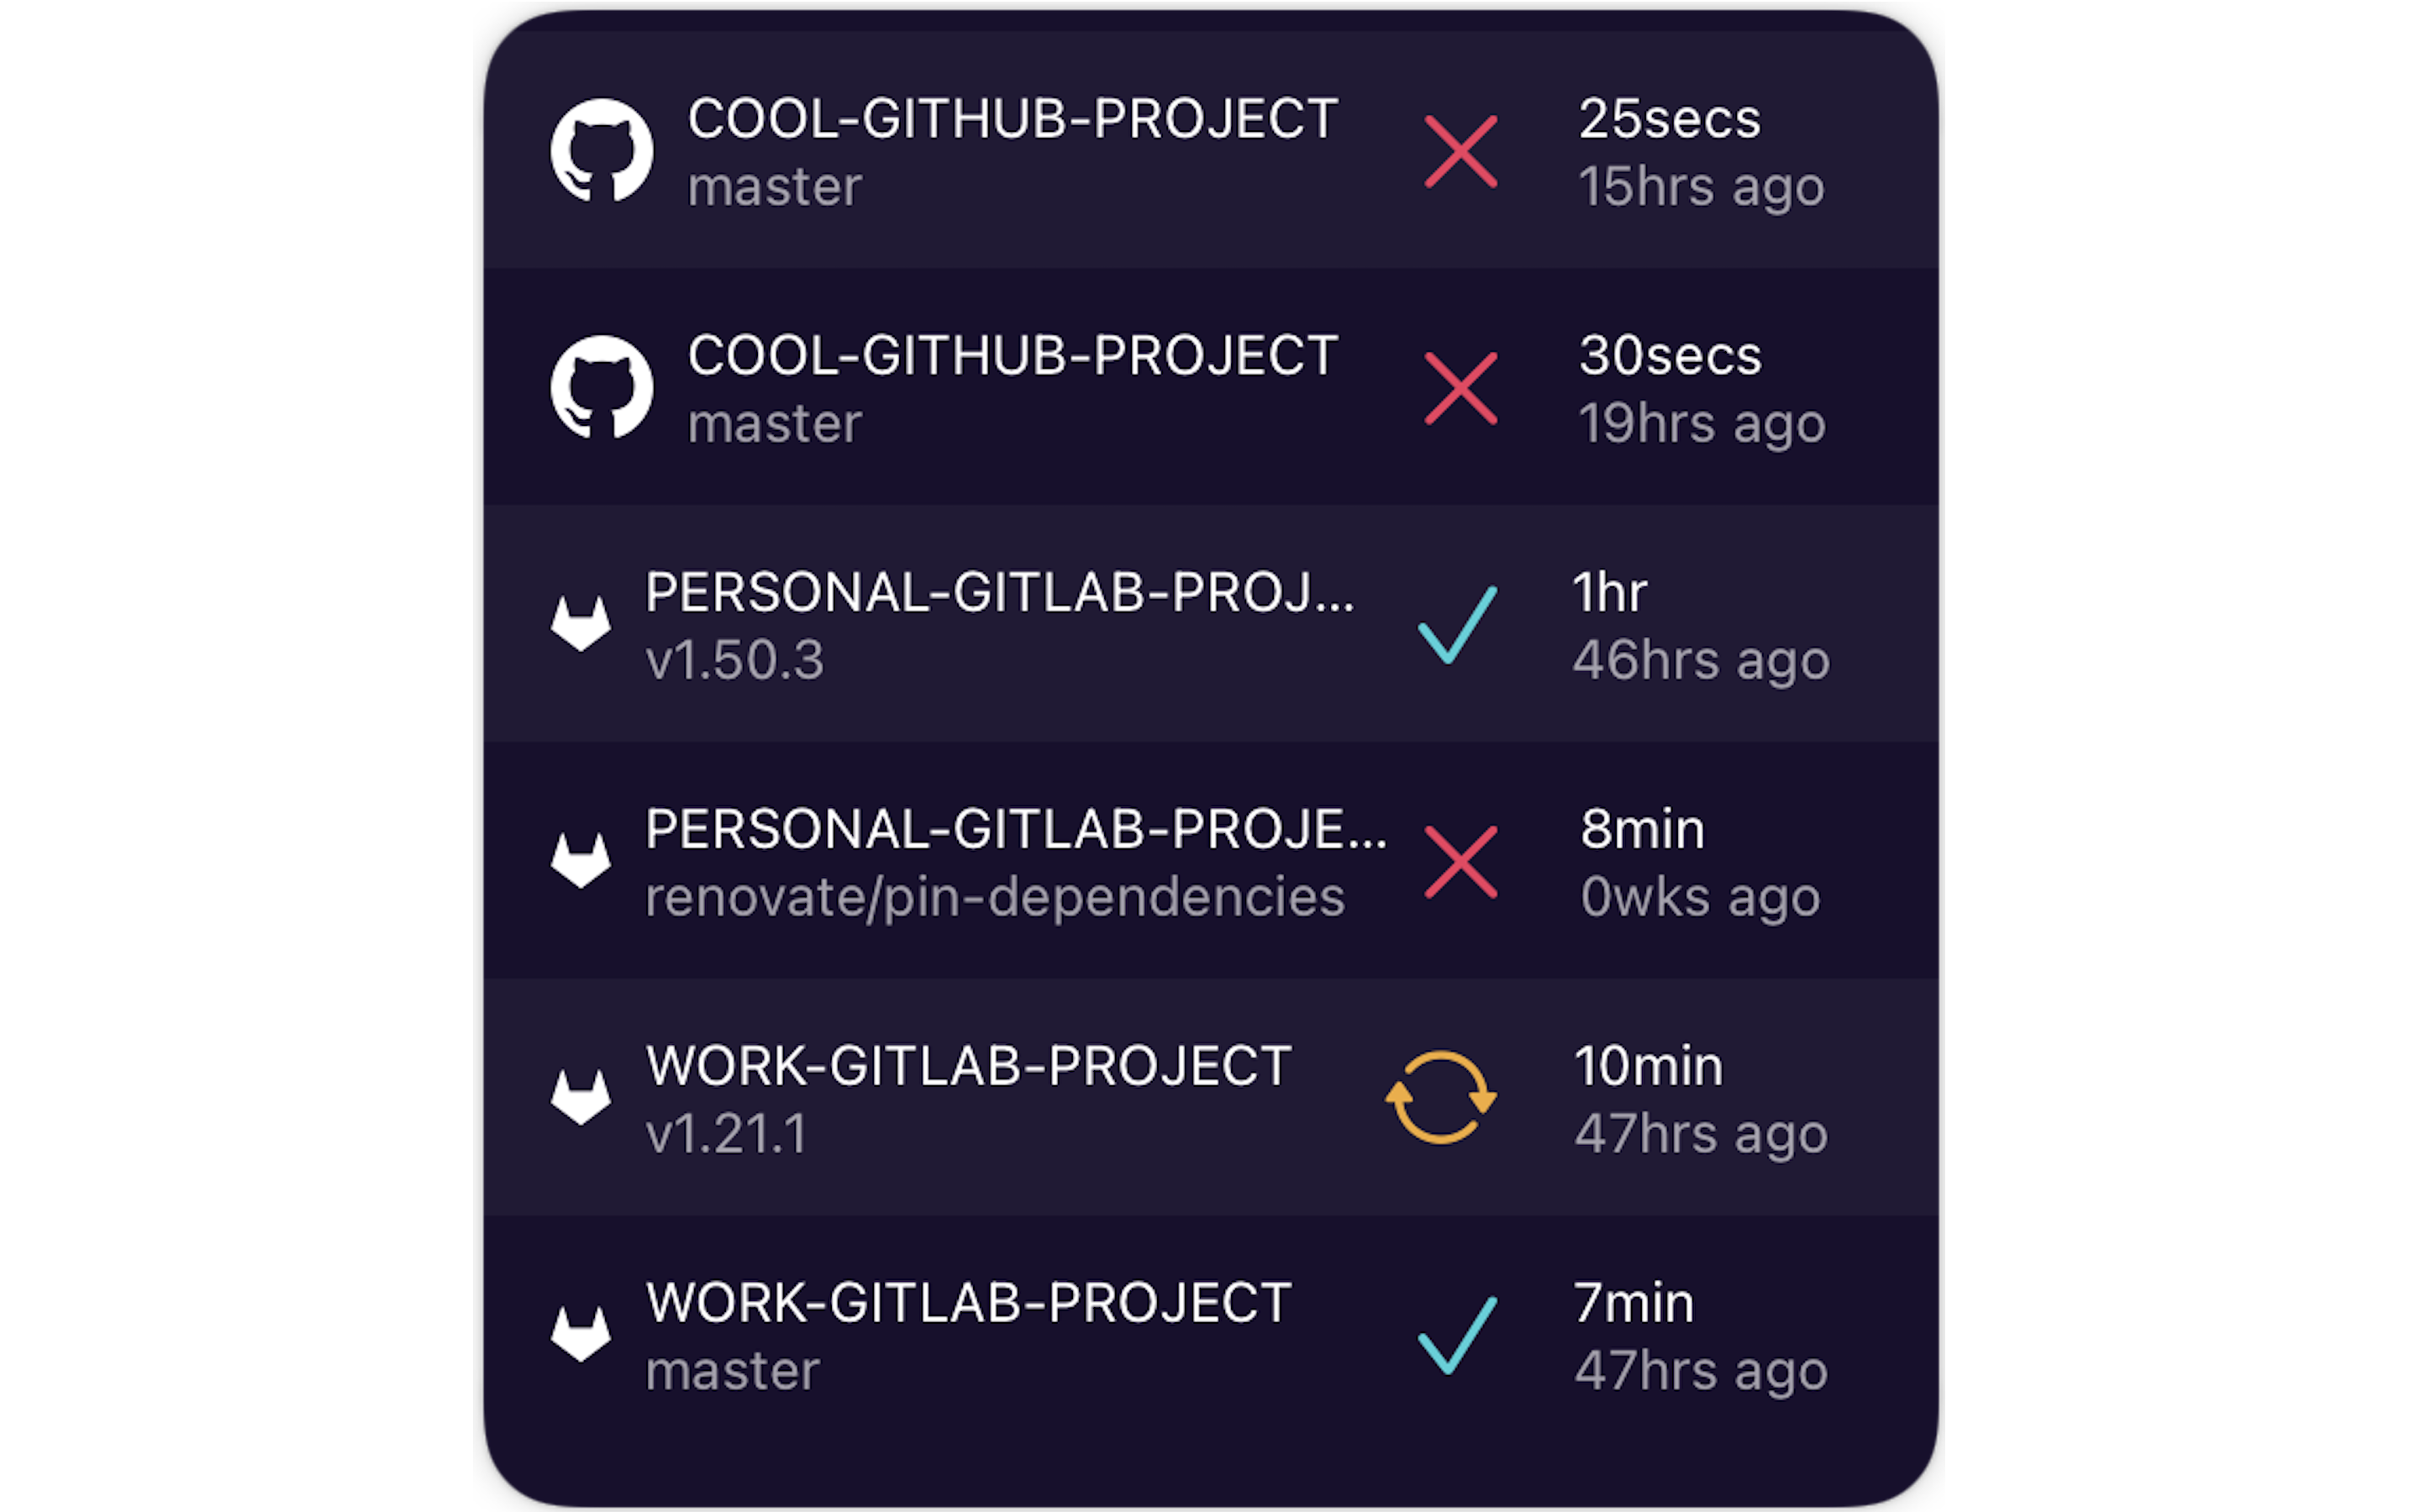 COOL-GITHUB-PROJECT
25secs
master
15hrs ago
COOL-GITHUB-PROJECT
30secs
master
19hrs ago
PERSONAL-GITLAB-PROJ...
1hr
v1.50.3
46hrs ago
PERSONAL-GITLAB-PROJE...
8min
renovate/pin-dependencies
0wks ago
WORK-GITLAB-PROJECT
10min
v1.21.1
47hrs ago
WORK-GITLAB-PROJECT
7min
master
47hrs ago